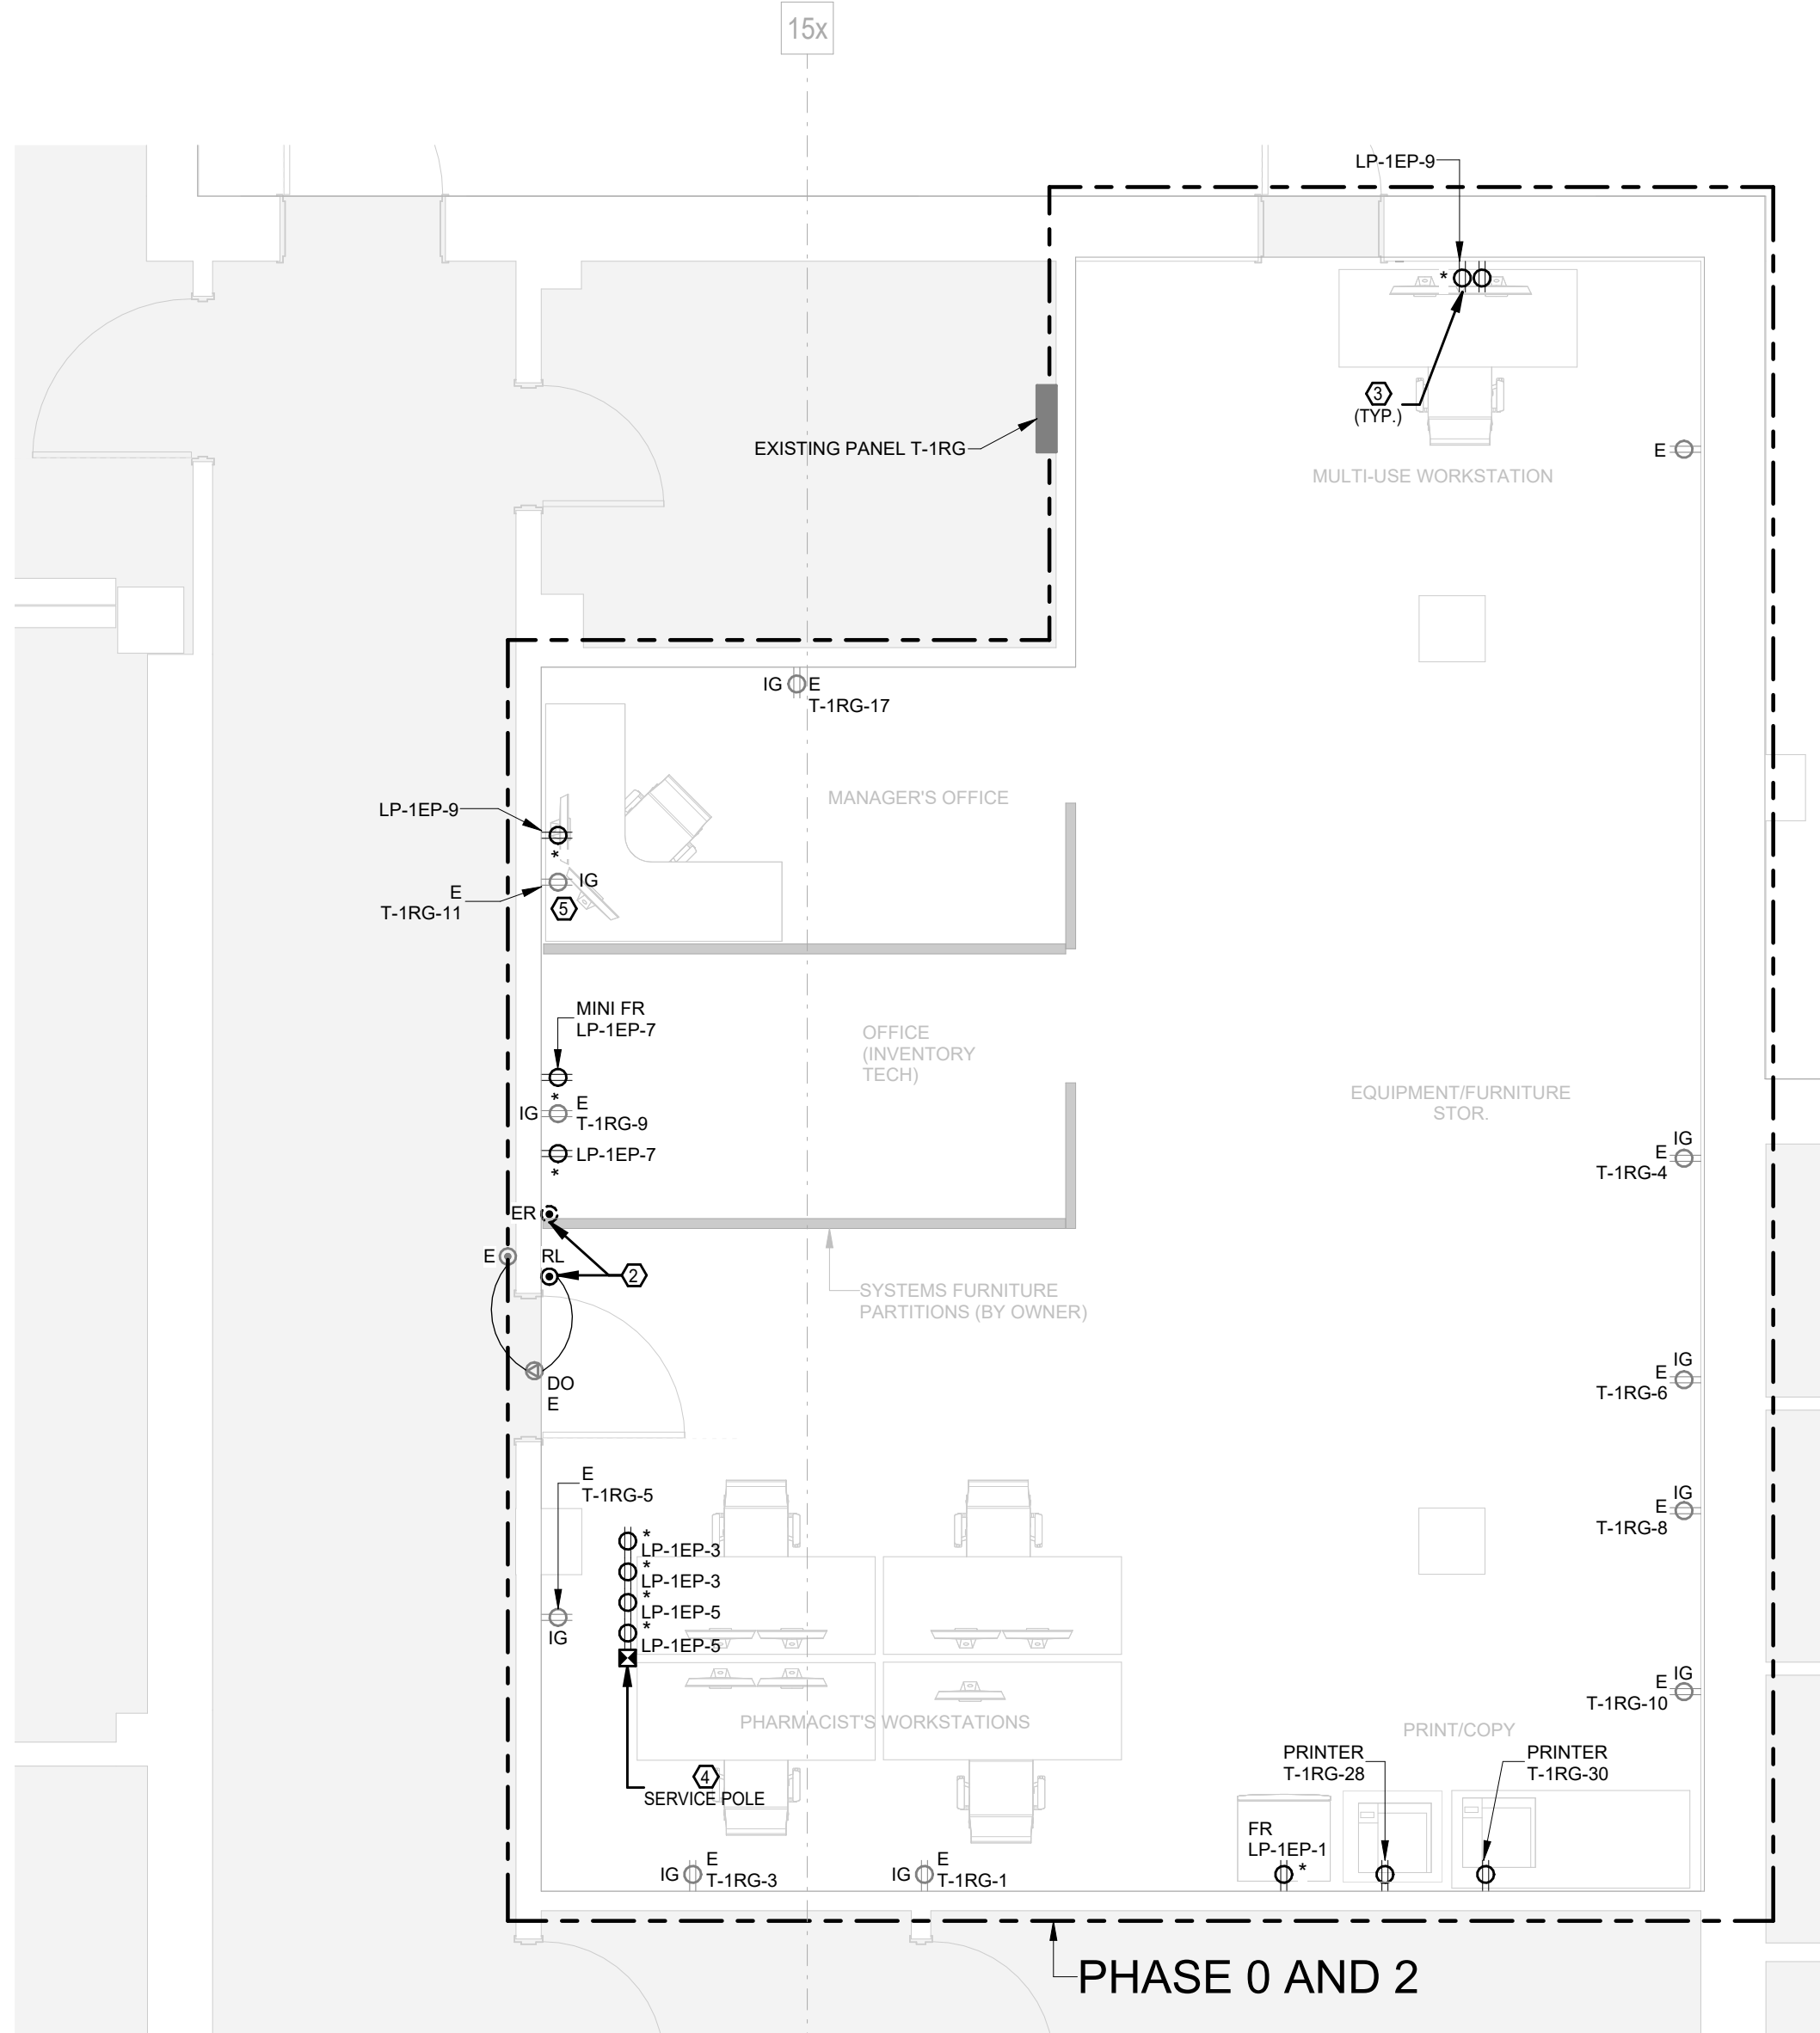 15x
LP-1EP-9
*
3
(TYP.)
EXISTING PANEL T-1RG
MULTI-USE WORKSTATION
E
IG
E
T-1RG-17
MANAGER'S OFFICE
LP-1EP-9
*
IG
E
T-1RG-11
5
MINI FR
LP-1EP-7
*
OFFICE
(INVENTORY
TECH)
IG
E
T-1RG-9
LP-1EP-7
*
EQUIPMENT/FURNITURE
STOR.
IG
E
T-1RG-4
ER
E
RL
2
SYSTEMS FURNITURE
PARTITIONS (BY OWNER)
DO
E
IG
E
T-1RG-6
E
T-1RG-5
IG
*
LP-1EP-3
*
LP-1EP-3
*
LP-1EP-5
*
LP-1EP-5
IG
E
T-1RG-8
IG
E
T-1RG-10
PHARMACIST'S WORKSTATIONS
PRINT/COPY
4
SERVICE POLE
PRINTER
T-1RG-28
PRINTER
T-1RG-30
FR
LP-1EP-1
*
IG
E
T-1RG-3
IG
E
T-1RG-1
PHASE 0 AND 2